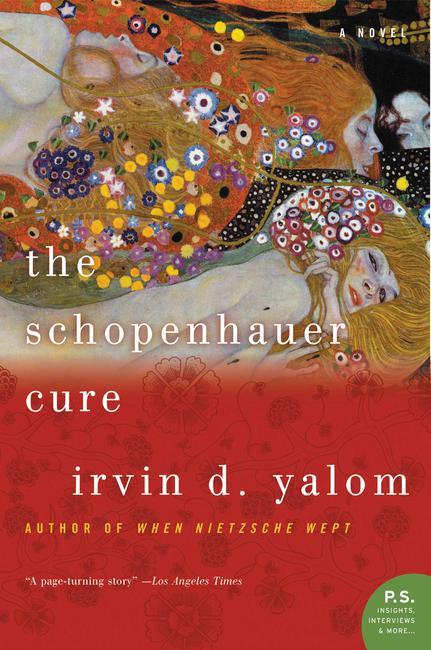 A NOVEL
the
schopenhauer
cure
irvin d. yalom
AUTHOR OF WHEN NIETZSCHE WEPT
“A page-turning story” —Los Angeles Times
P.S.
INSIGHTS,
INTERVIEWS
& MORE...